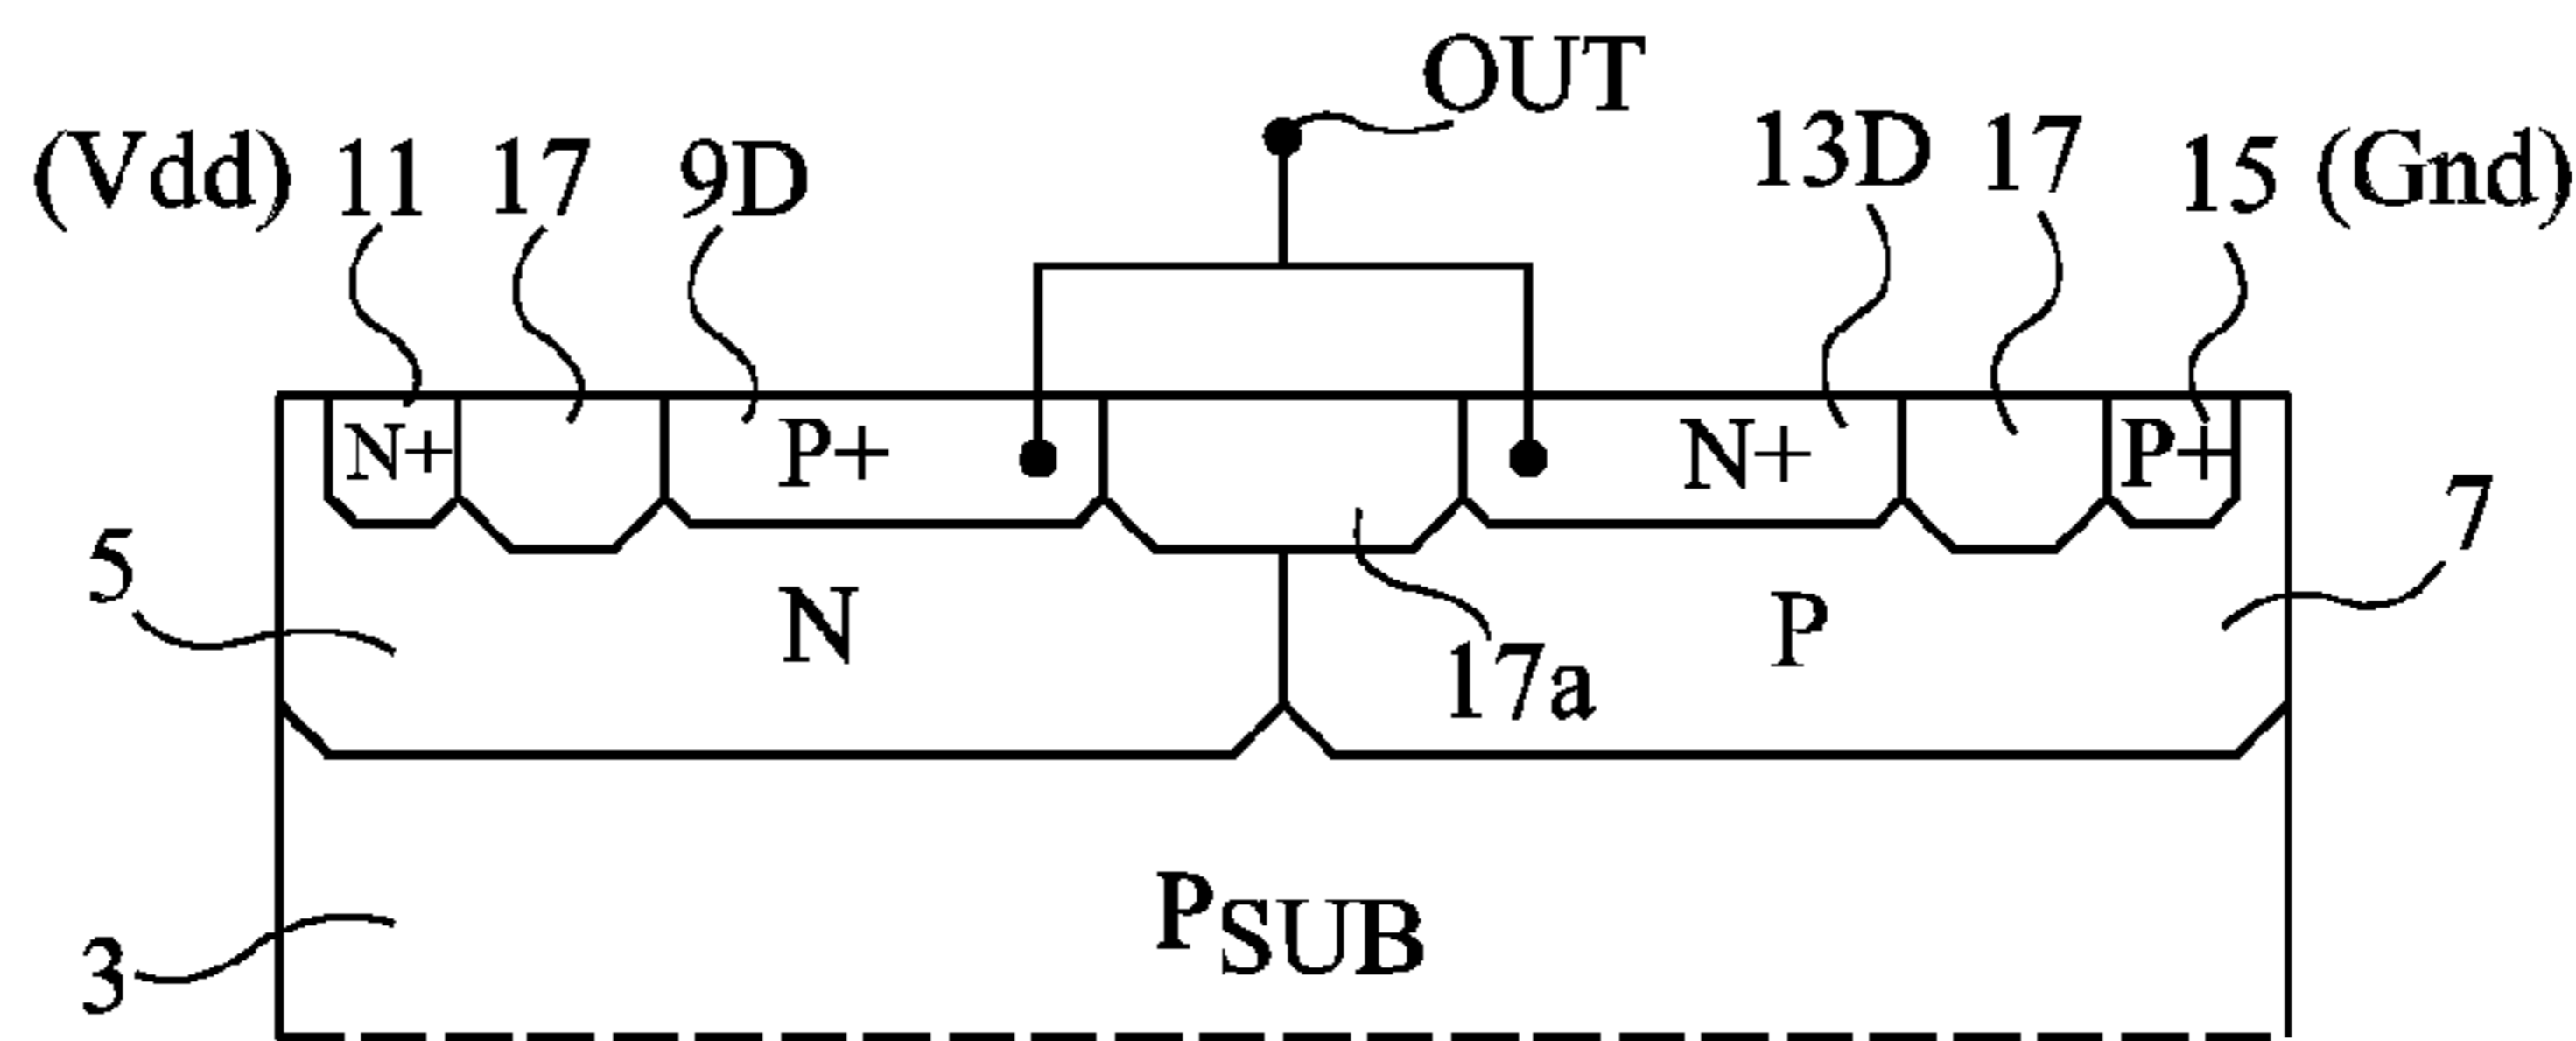 OUT
(Vdd) 11 17 9D 13D 17 15 (Gnd)
N+ P+ N+ P+
5 N P 7
17a
3 PSUB